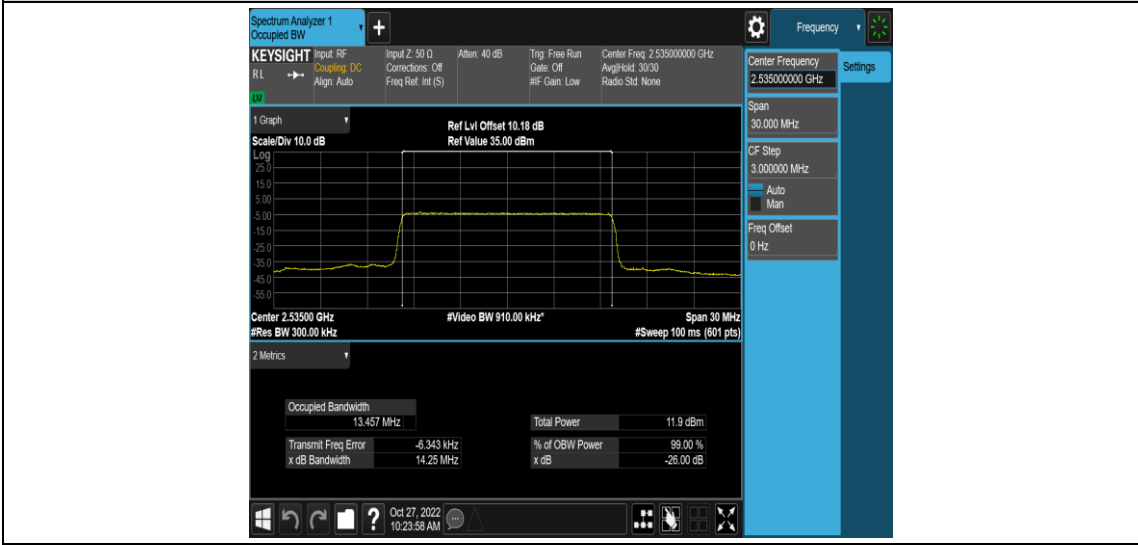 Spectrum Analyzer 1
Occupied BW
+
Frequency
KEYSIGHT
R L
LM
Input: RF
Coupling: DC
Align: Auto
Input Z: 50 Ω
Corrections: Off
Freq Ref: Int (S)
Atten: 40 dB
Trig: Free Run
Gate: Off
#IF Gain: Low
Center Freq: 2.535000000 GHz
Avg|Hold: 30/30
Radio Std: None
Center Frequency
2.535000000 GHz
Settings
Span
30.000 MHz
CF Step
3.000000 MHz
Auto
Man
Freq Offset
0 Hz
1 Graph
Scale/Div 10.0 dB
Ref Lvl Offset 10.18 dB
Ref Value 35.00 dBm
Log
25.0
15.0
5.00
-5.00
-15.0
-25.0
-35.0
-45.0
-55.0
Center 2.53500 GHz
#Video BW 910.00 kHz*
Span 30 MHz
#Res BW 300.00 kHz
#Sweep 100 ms (601 pts)
2 Metrics
Occupied Bandwidth
13.457 MHz
Total Power 11.9 dBm
Transmit Freq Error -6.343 kHz
% of OBW Power 99.00 %
x dB Bandwidth 14.25 MHz
x dB -26.00 dB
?
Oct 27, 2022
10:23:58 AM